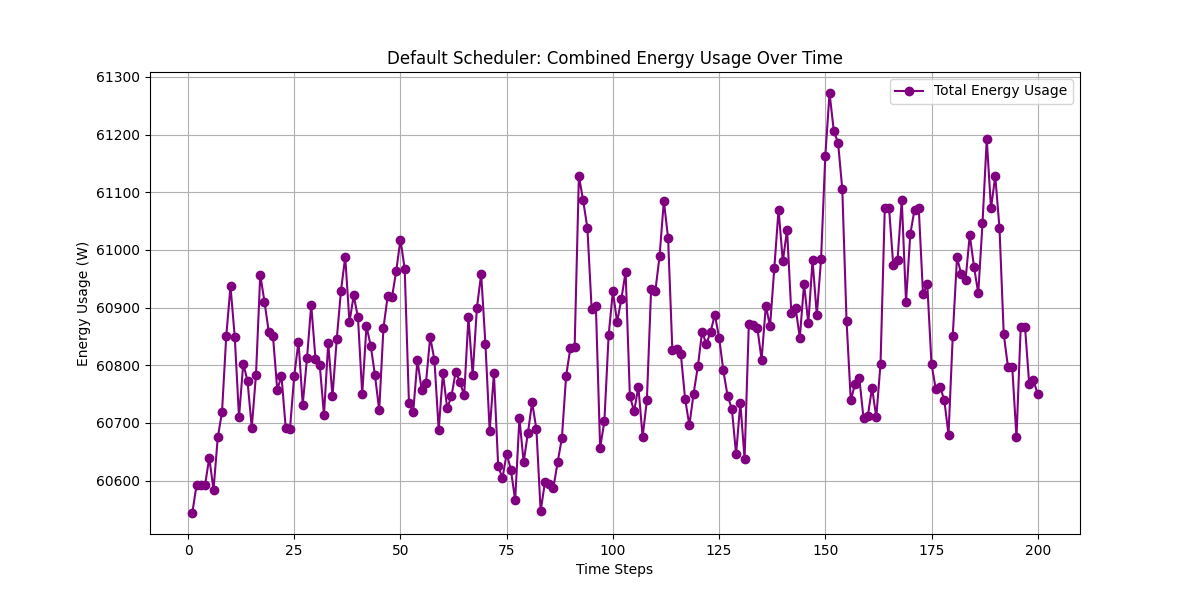 Default Scheduler: Combined Energy Usage Over Time
Total Energy Usage
Energy Usage (W)
61300
61200
61100
61000
60900
60800
60700
60600
0 25 50 75 100 125 150 175 200
Time Steps